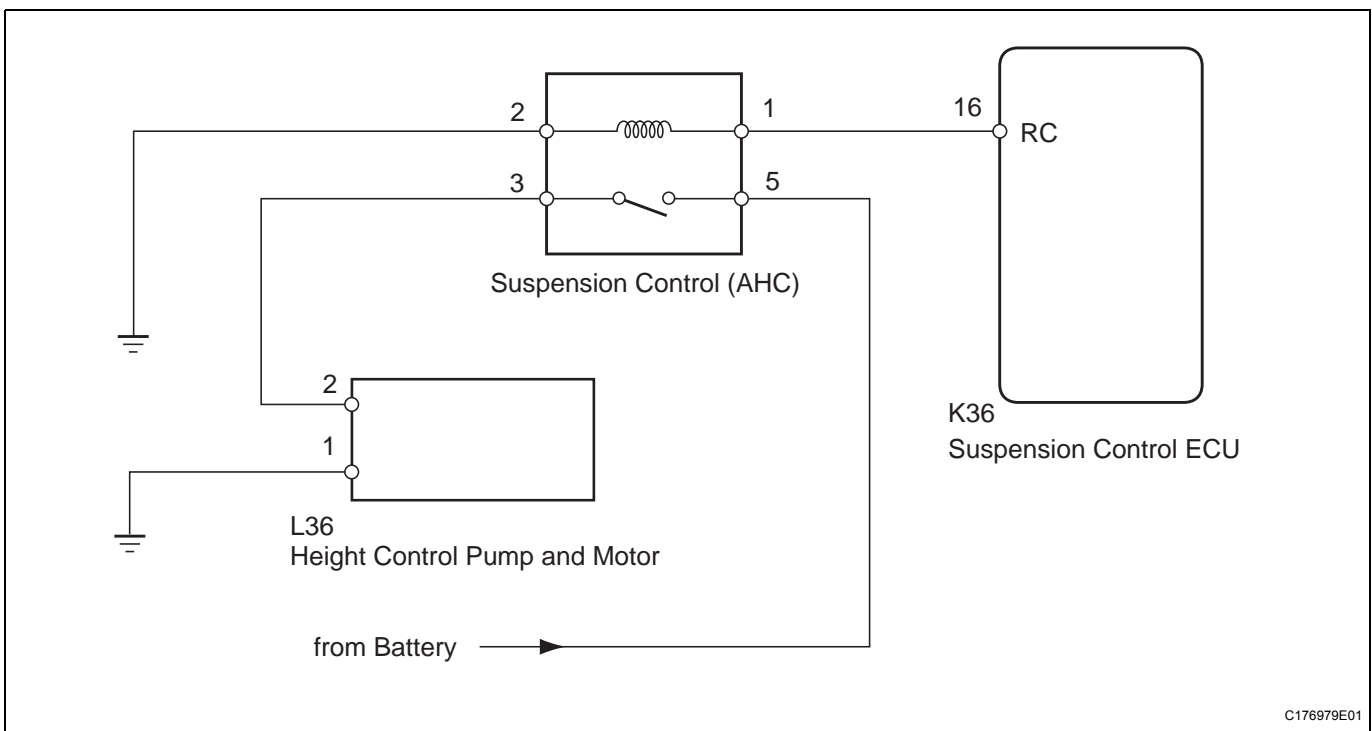 2 1 16
RC
3 5
Suspension Control (AHC)
2
K36
1
Suspension Control ECU
L36
Height Control Pump and Motor
from Battery
C176979E01